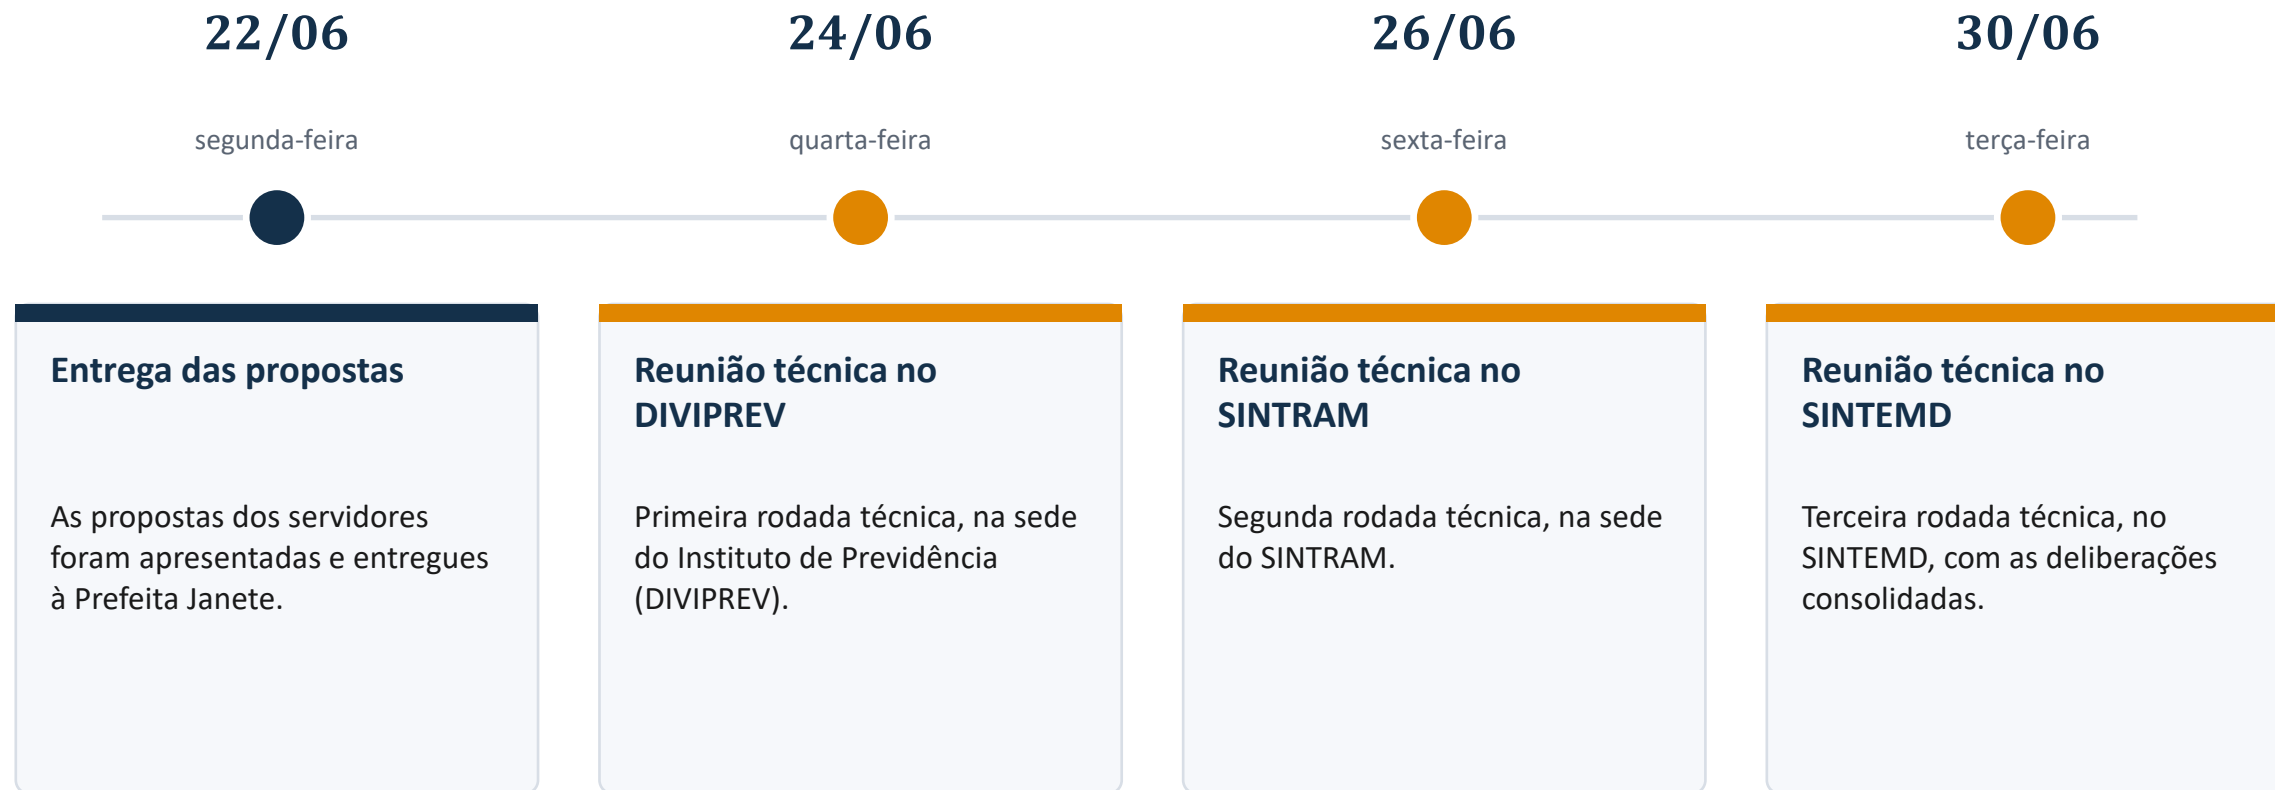 22/06
24/06
26/06
30/06
segunda-feira
quarta-feira
sexta-feira
terça-feira
Entrega das propostas
As propostas dos servidores
foram apresentadas e entregues
à Prefeita Janete.
Reunião técnica no
DIVIPREV
Primeira rodada técnica, na sede
do Instituto de Previdência
(DIVIPREV).
Reunião técnica no
SINTRAM
Segunda rodada técnica, na sede
do SINTRAM.
Reunião técnica no
SINTEMD
Terceira rodada técnica, no
SINTEMD, com as deliberações
consolidadas.